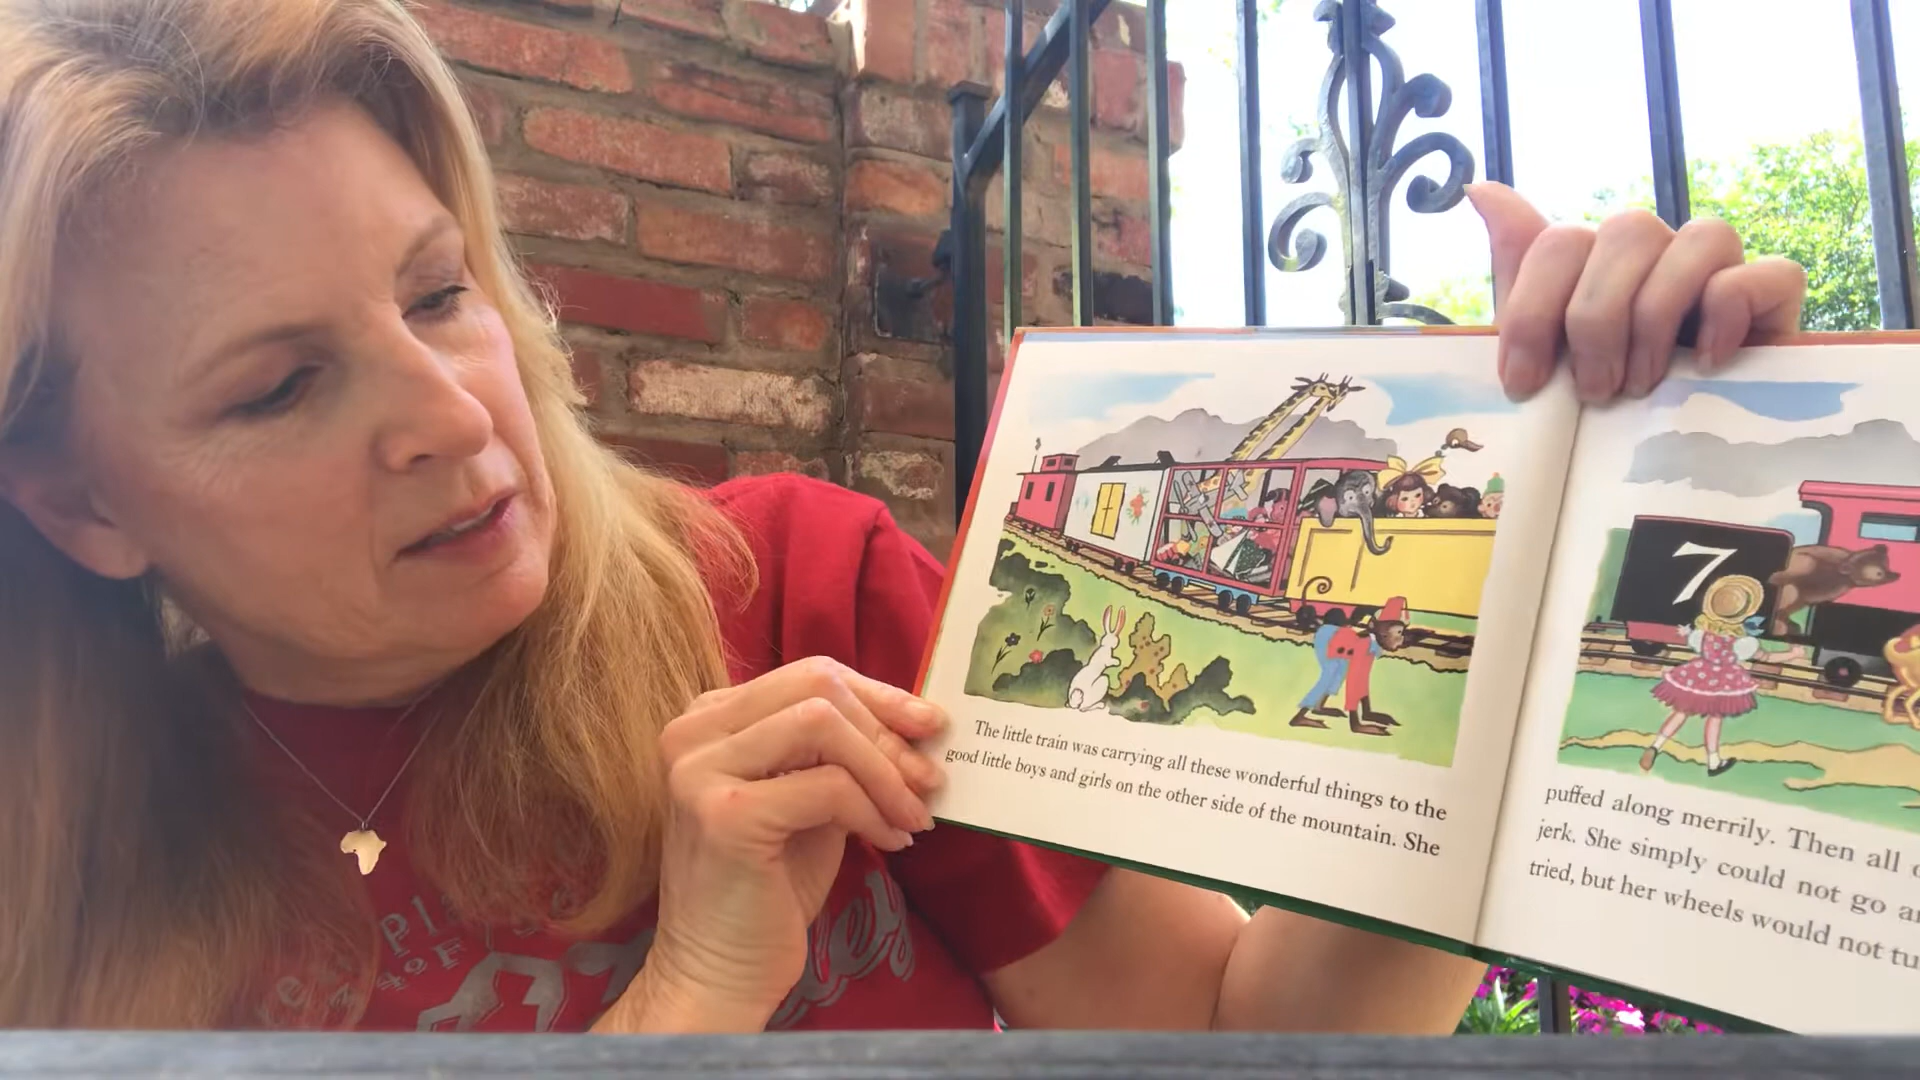 The little train was carrying all these wonderful things to the
good little boys and girls on the other side of the mountain. She
7
puffed along merrily. Then all
jerk. She simply could not go
tried, but her wheels would not